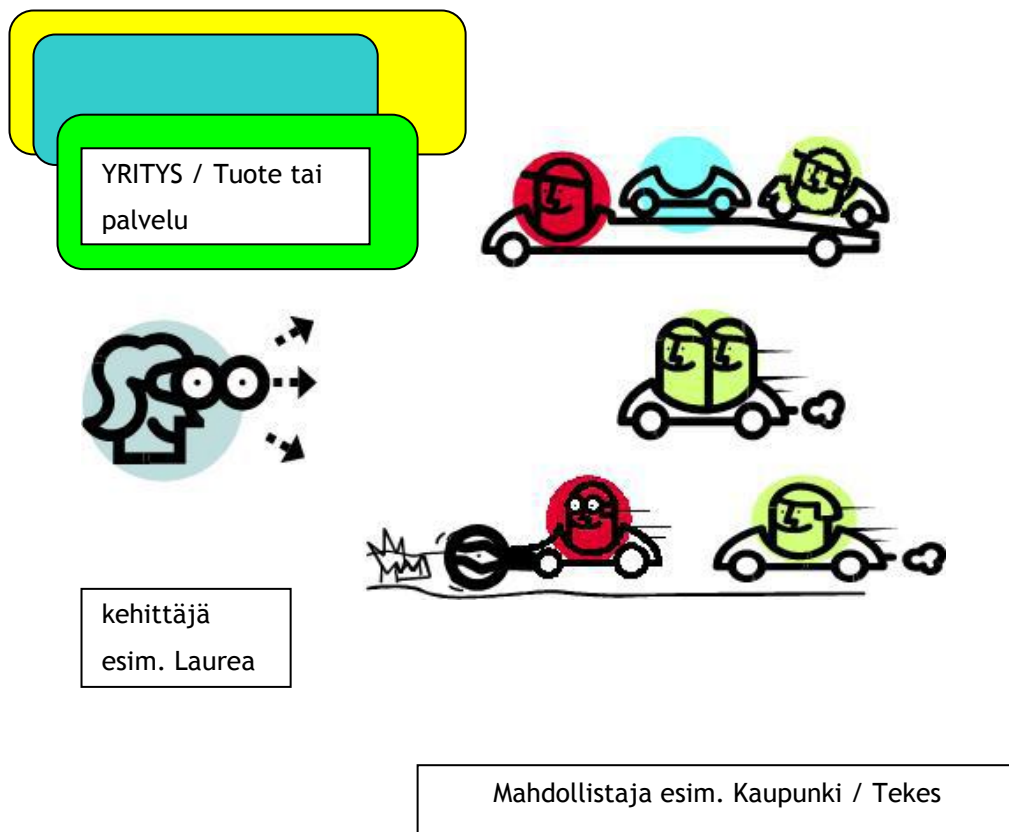 YRITYS / Tuote tai
palvelu
kehittäjä
esim. Laurea
Mahdollistaja esim. Kaupunki / Tekes